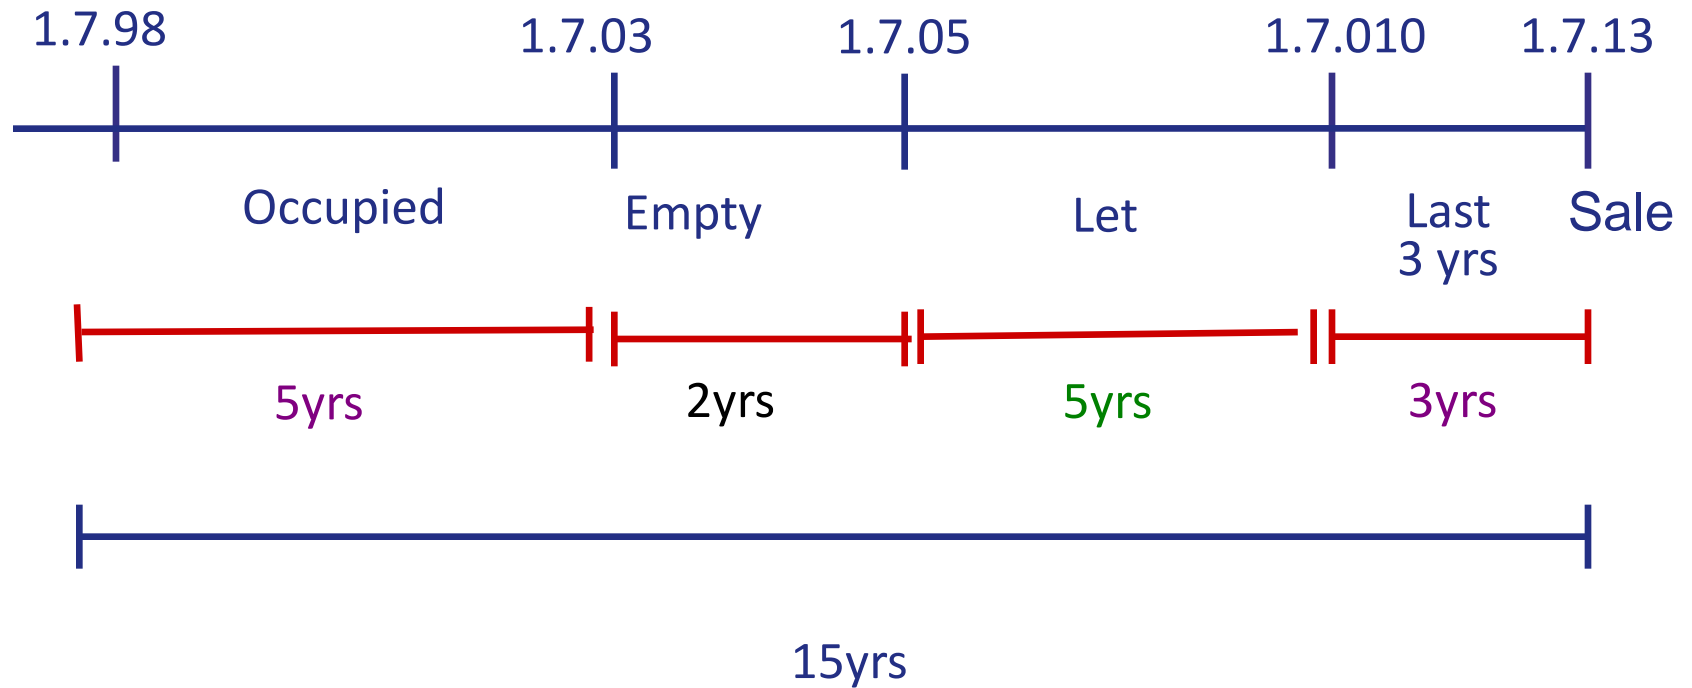 1.7.98 1.7.03 1.7.05 1.7.010 1.7.13
Occupied Empty Let Last Sale
3 yrs
5yrs 2yrs 5yrs 3yrs
15yrs